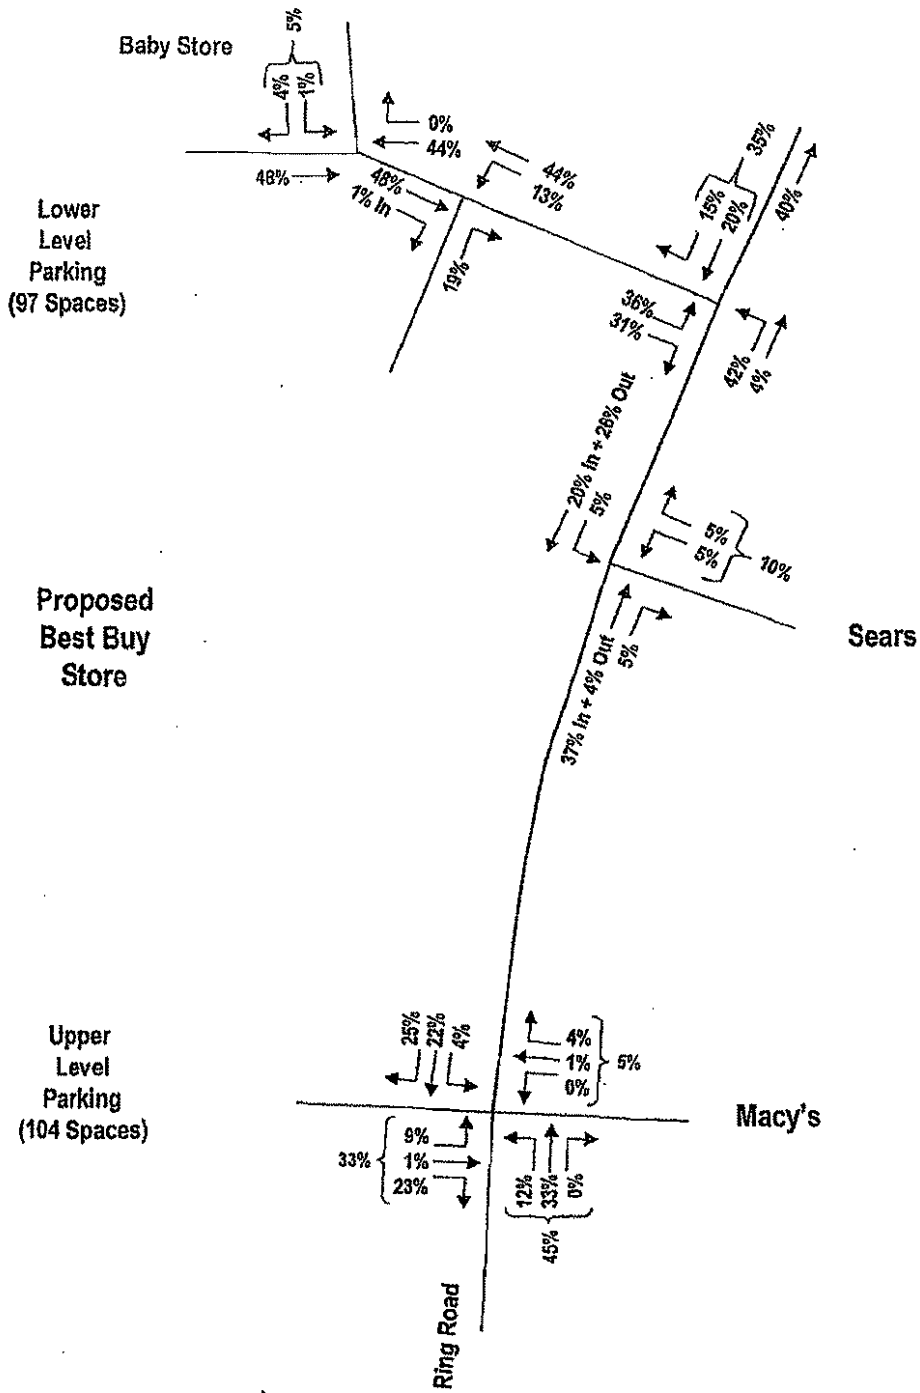 Baby Store
5%
4%
1%
0%
44%
48%
48%
1% In
44%
13%
35%
15%
20%
40%
Lower
Level
Parking
(97 Spaces)
19%
36%
31%
42%
4%
20% In + 26% Out
5%
5%
5%
10%
Proposed
Best Buy
Store
Sears
37% In + 4% Out
5%
Upper
Level
Parking
(104 Spaces)
25%
22%
4%
4%
1%
0%
5%
Macy's
33%
9%
1%
23%
12%
33%
0%
45%
Ring Road